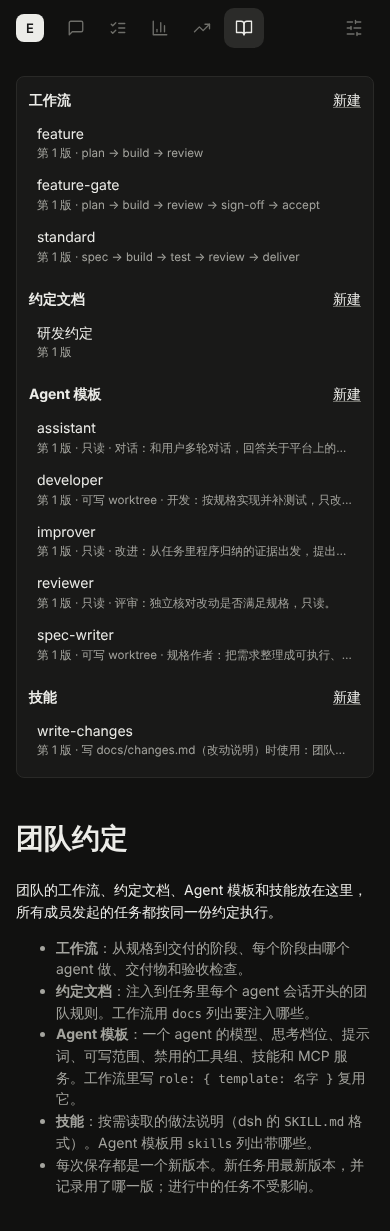 E
工作流 新建
feature
第 1 版 · plan → build → review
feature-gate
第 1 版 · plan → build → review → sign-off → accept
standard
第 1 版 · spec → build → test → review → deliver
约定文档 新建
研发约定
第 1 版
Agent 模板 新建
assistant
第 1 版 · 只读 · 对话：和用户多轮对话，回答关于平台上的...
developer
第 1 版 · 可写 worktree · 开发：按规格实现并补测试，只改...
improver
第 1 版 · 只读 · 改进：从任务里程序归纳的证据出发，提出...
reviewer
第 1 版 · 只读 · 评审：独立核对改动是否满足规格，只读。
spec-writer
第 1 版 · 可写 worktree · 规格作者：把需求整理成可执行、...
技能 新建
write-changes
第 1 版 · 写 docs/changes.md（改动说明）时使用：团队...
团队约定
团队的工作流、约定文档、Agent 模板和技能放在这里，
所有成员发起的任务都按同一份约定执行。
• 工作流：从规格到交付的阶段、每个阶段由哪个
agent 做、交付物和验收检查。
• 约定文档：注入到任务里每个 agent 会话开头的团
队规则。工作流用 docs 列出要注入哪些。
• Agent 模板：一个 agent 的模型、思考档位、提示
词、可写范围、禁用的工具组、技能和 MCP 服
务。工作流里写 role: { template: 名字 } 复用
它。
• 技能：按需读取的做法说明（dsh 的 SKILL.md 格
式）。Agent 模板用 skills 列出带哪些。
• 每次保存都是一个新版本。新任务用最新版本，并
记录用了哪一版；进行中的任务不受影响。